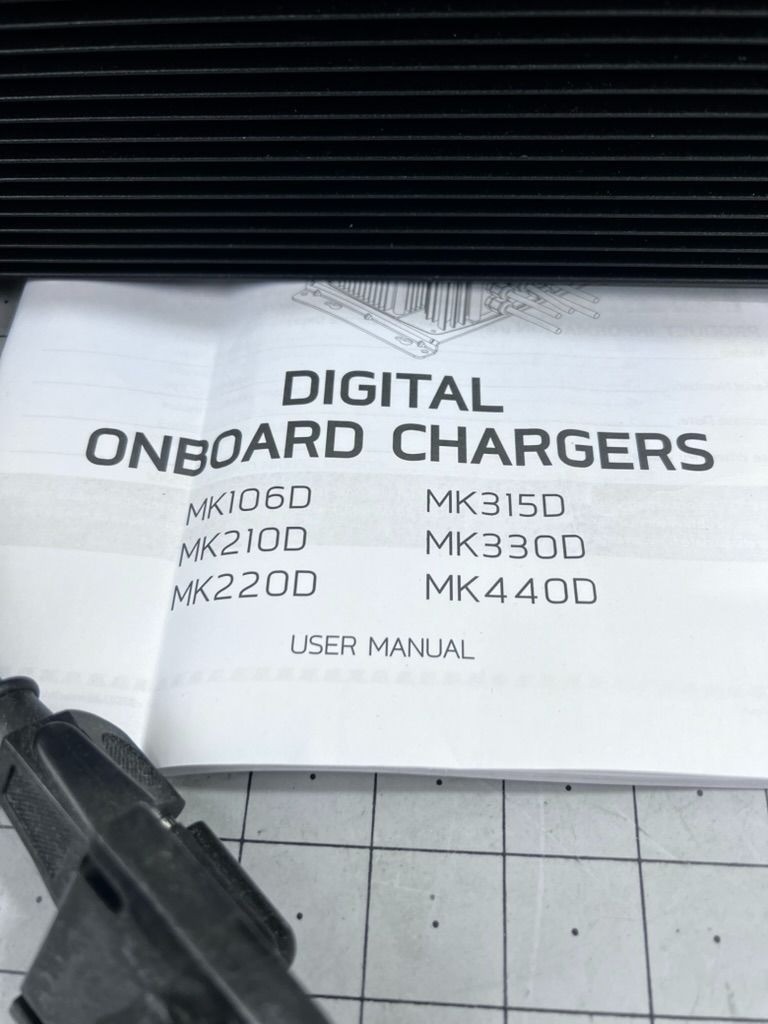 DIGITAL
ONBOARD CHARGERS
MK106D MK315D
MK210D MK330D
MK220D MK440D
USER MANUAL